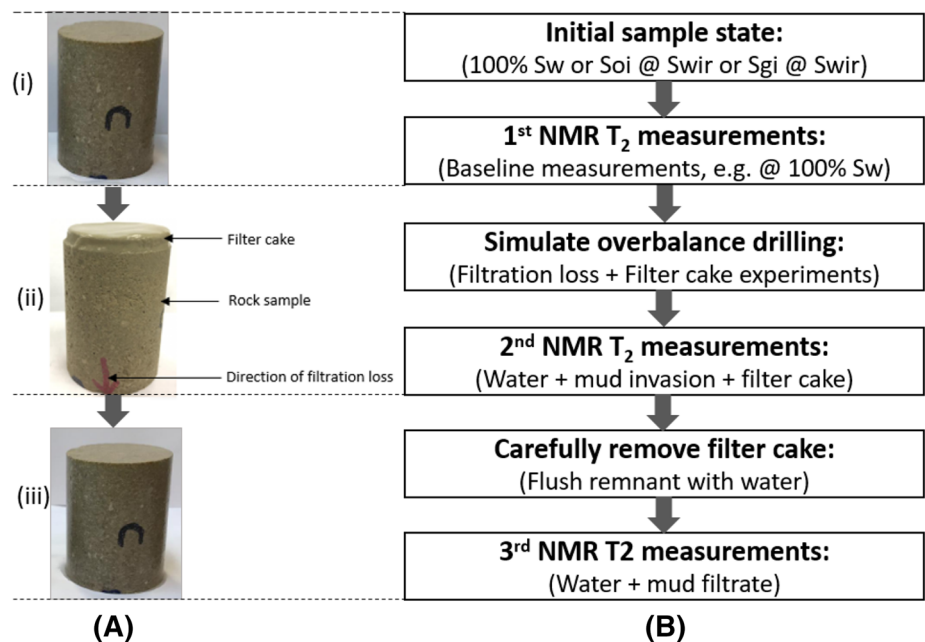 (i)
(ii)
Filter cake
Rock sample
Direction of filtration loss
(iii)
(A)
Initial sample state:
(100% Sw or Soi @ Swir or Sgi @ Swir)
1st NMR T2 measurements:
(Baseline measurements, e.g. @ 100% Sw)
Simulate overbalance drilling:
(Filtration loss + Filter cake experiments)
2nd NMR T2 measurements:
(Water + mud invasion + filter cake)
Carefully remove filter cake:
(Flush remnant with water)
3rd NMR T2 measurements:
(Water + mud filtrate)
(B)